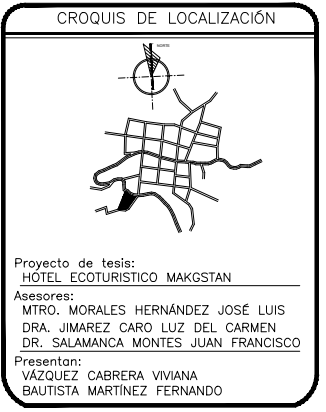 CROQUIS DE LOCALIZACIÓN
NORTE
Proyecto de tesis:
HOTEL ECOTURISTICO MAKGSTAN
Asesores:
MTRO. MORALES HERNÁNDEZ JOSÉ LUIS
DRA. JIMAREZ CARO LUZ DEL CARMEN
DR. SALAMANCA MONTES JUAN FRANCISCO
Presentan:
VÁZQUEZ CABRERA VIVIANA
BAUTISTA MARTÍNEZ FERNANDO